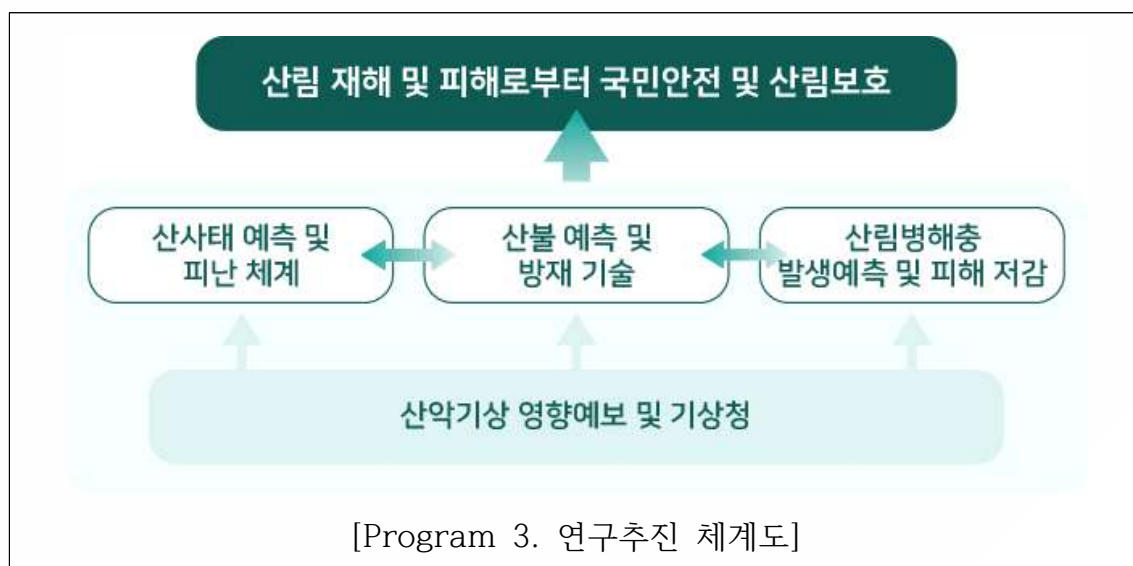 산림 재해 및 피해로부터 국민안전 및 산림보호
산사태 예측 및
피난 체계
산불 예측 및
방재 기술
산림병해충
발생예측 및 피해 저감
산악기상 영향예보 및 기상청
[Program 3. 연구추진 체계도]